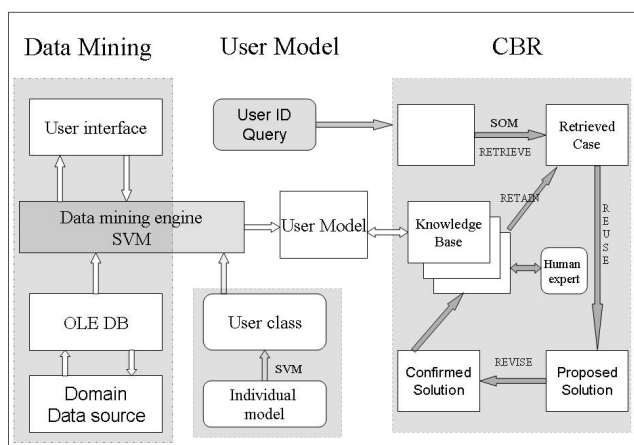 Data Mining
User Model
CBR
User interface
User ID
Query
SOM
RETRIEVE
Retrieved
Case
Data mining engine
SVM
User Model
Knowledge
Base
RETAIN
REUSE
Human
expert
OLE DB
User class
SVM
Individual
model
Domain
Data source
Confirmed
Solution
REVISE
Proposed
Solution